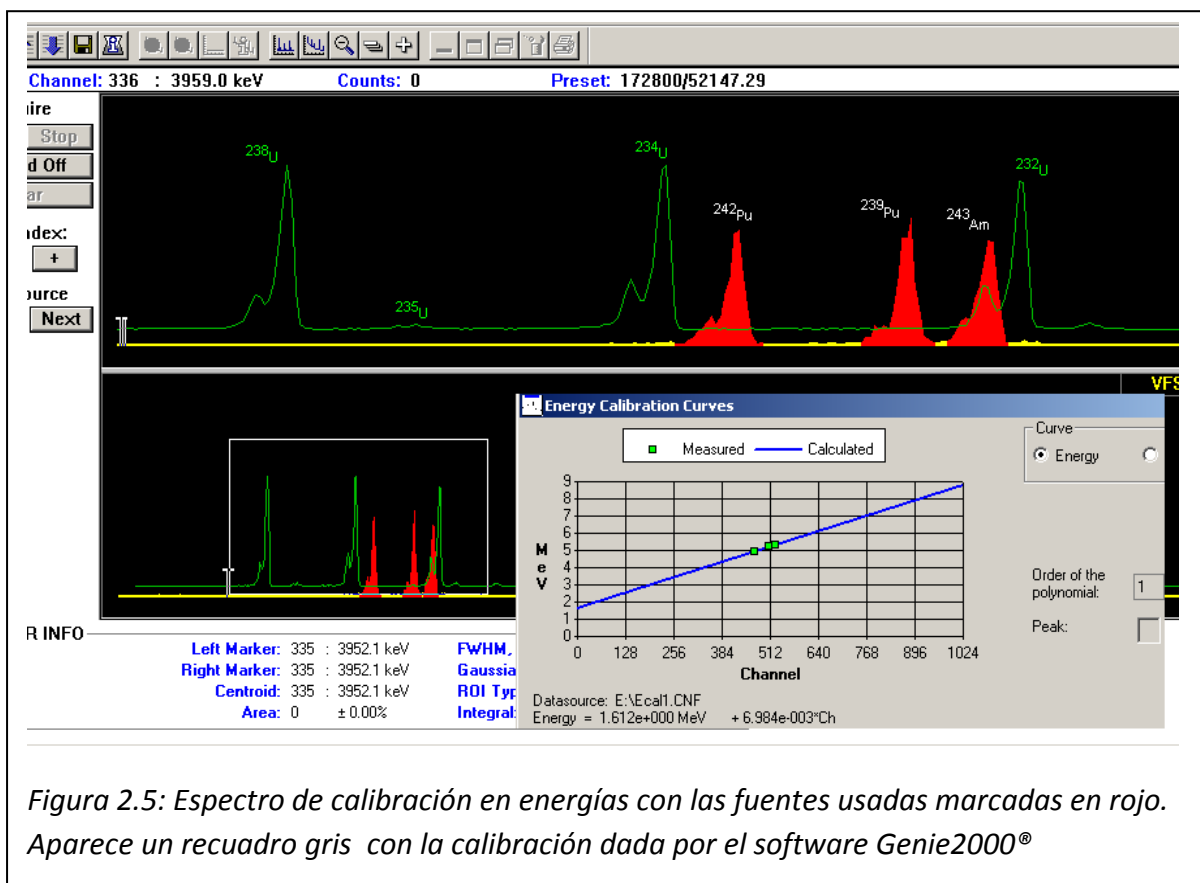 Channel: 336 : 3959.0 keV Counts: 0 Preset: 172800/52147.29
Stop
Off
Next
+
238U
235U
234U
242Pu
239Pu
243Am
232U
Energy Calibration Curves
Measured Calculated
Curve
Energy
9
8
7
6
5
4
3
2
1
0
MeV
0 128 256 384 512 640 768 896 1024
Channel
Order of the
polynomial: 1
Peak:
Datasource: E:\Ecal1.CNF
Energy = 1.612e+000 MeV + 6.984e-003*Ch
R INFO
Left Marker: 335 : 3952.1 keV FWHM,
Right Marker: 335 : 3952.1 keV Gaussia
Centroid: 335 : 3952.1 keV ROI Typ
Area: 0 ± 0.00% Integral:
Figura 2.5: Espectro de calibración en energías con las fuentes usadas marcadas en rojo.
Aparece un recuadro gris con la calibración dada por el software Genie2000®